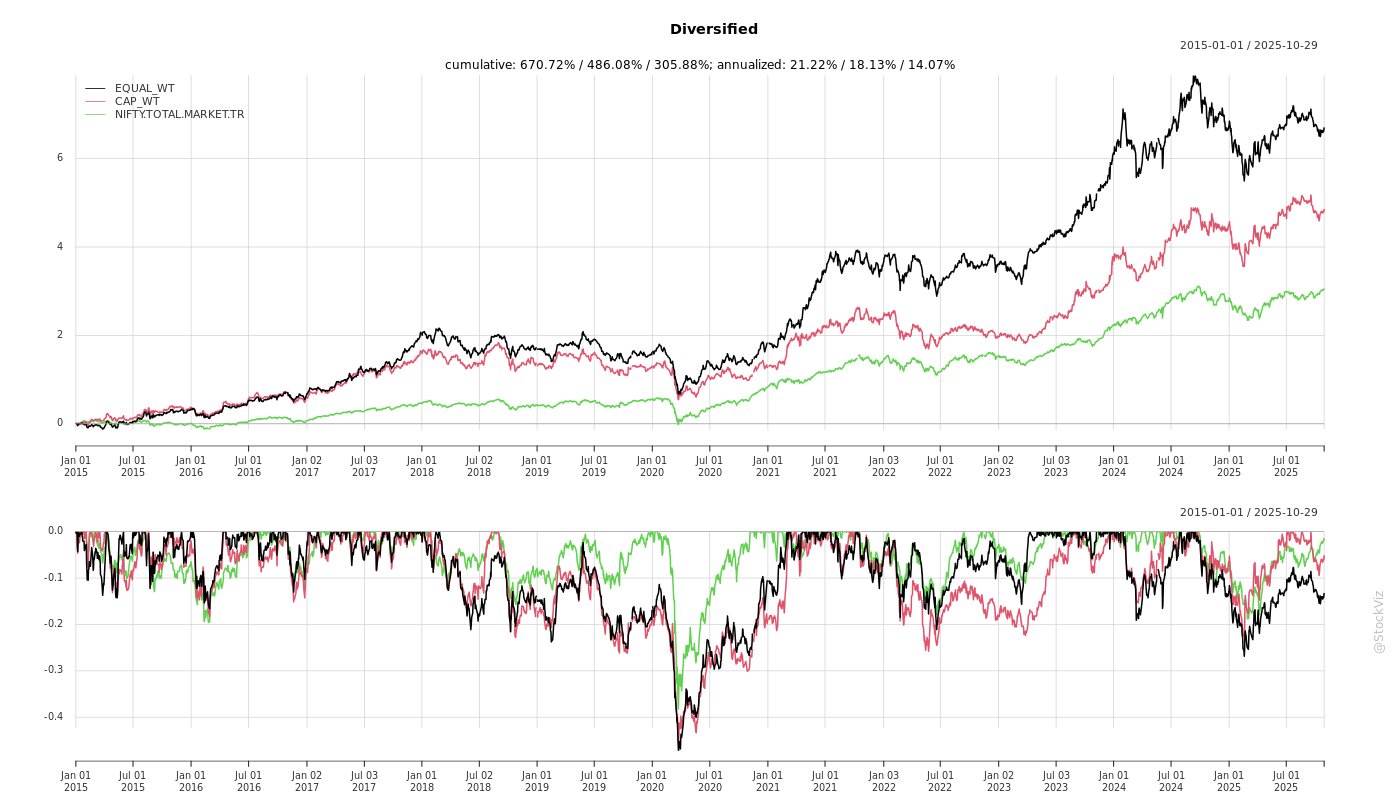 Diversified
2015-01-01 / 2025-10-29
cumulative: 670.72% / 486.08% / 305.88%; annualized: 21.22% / 18.13% / 14.07%
EQUAL_WT
CAP_WT
NIFTY.TOTAL.MARKET.TR
6
4
2
0
Jan 01 Jul 01 Jan 01 Jul 01 Jan 02 Jul 03 Jan 01 Jul 02 Jan 01 Jul 01 Jan 01 Jul 01 Jan 01 Jul 01 Jan 03 Jul 01 Jan 02 Jul 03 Jan 01 Jul 01 Jan 01 Jul 01
2015 2015 2016 2016 2017 2017 2018 2018 2019 2019 2020 2020 2021 2021 2022 2022 2023 2023 2024 2024 2025 2025
2015-01-01 / 2025-10-29
0.0
-0.1
-0.2
-0.3
-0.4
Jan 01 Jul 01 Jan 01 Jul 01 Jan 02 Jul 03 Jan 01 Jul 02 Jan 01 Jul 01 Jan 01 Jul 01 Jan 01 Jul 01 Jan 03 Jul 01 Jan 02 Jul 03 Jan 01 Jul 01 Jan 01 Jul 01
2015 2015 2016 2016 2017 2017 2018 2018 2019 2019 2020 2020 2021 2021 2022 2022 2023 2023 2024 2024 2025 2025
@StockViz